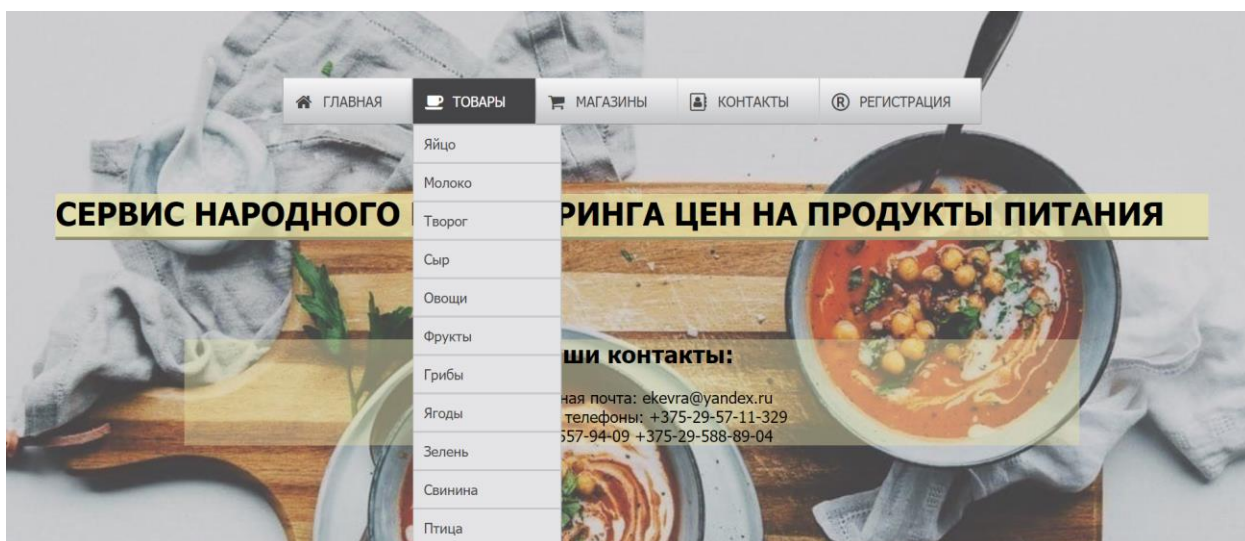 ГЛАВНАЯ ТОВАРЫ МАГАЗИНЫ КОНТАКТЫ РЕГИСТРАЦИЯ
Яйцо
Молоко
СЕРВИС НАРОДНОГО РИНГА ЦЕН НА ПРОДУКТЫ ПИТАНИЯ
Творог
Сыр
Овощи
Фрукты
ши контакты:
Грибы
ная почта: ekevra@yandex.ru
Ягоды
телефоны: +375-29-57-11-329
557-94-09 +375-29-588-89-04
Зелень
Свинина
Птица